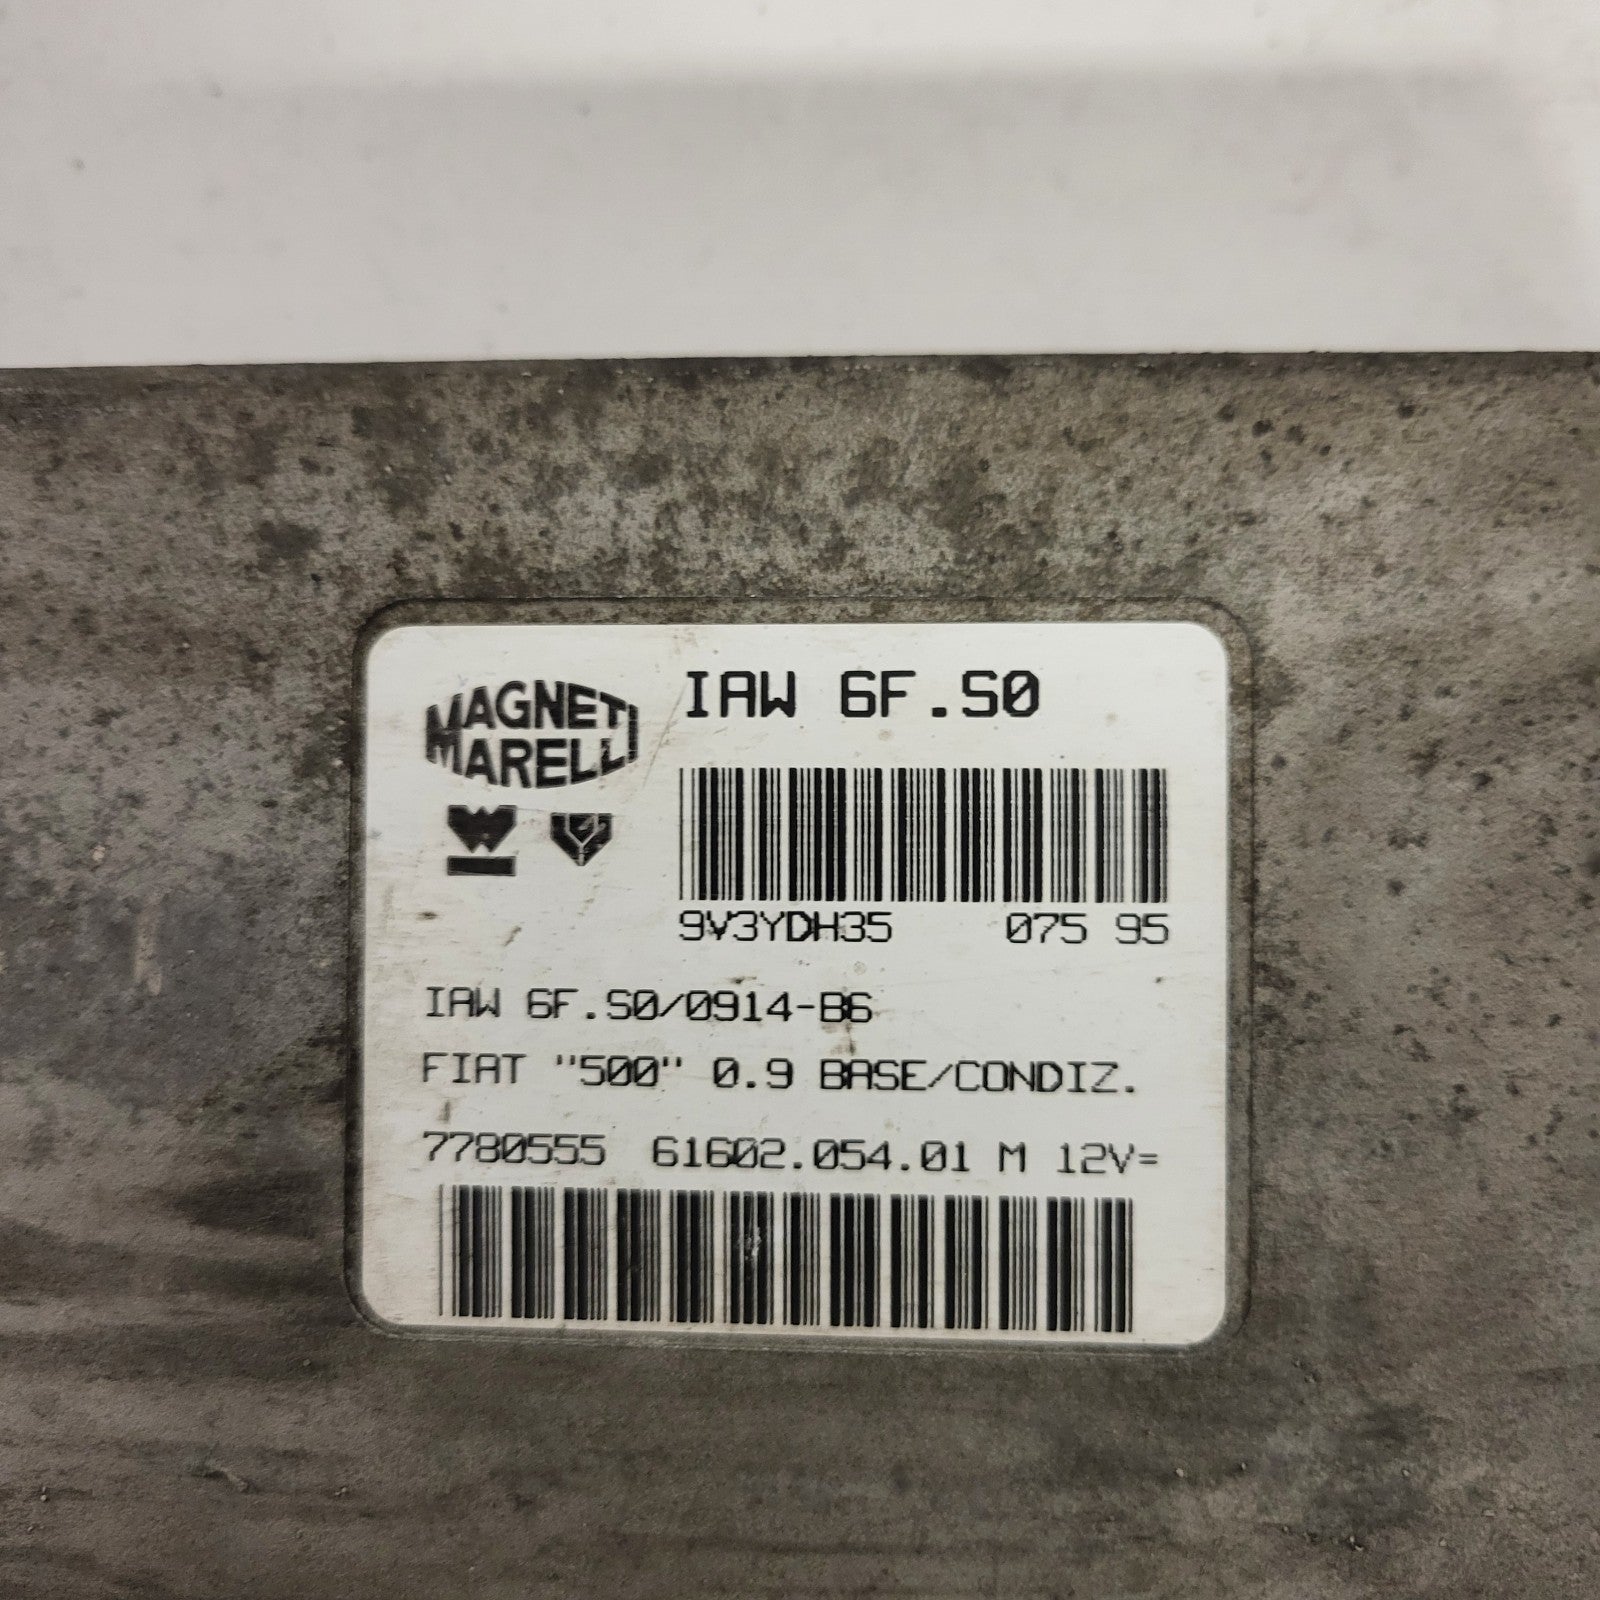 MAGNETI
MARELLI
IAW 6F.S0
9V3YDH35 075 95
IAW 6F.S0/0914-B6
FIAT "500" 0.9 BASE/CONDIZ.
7780555 61602.054.01 M 12V=